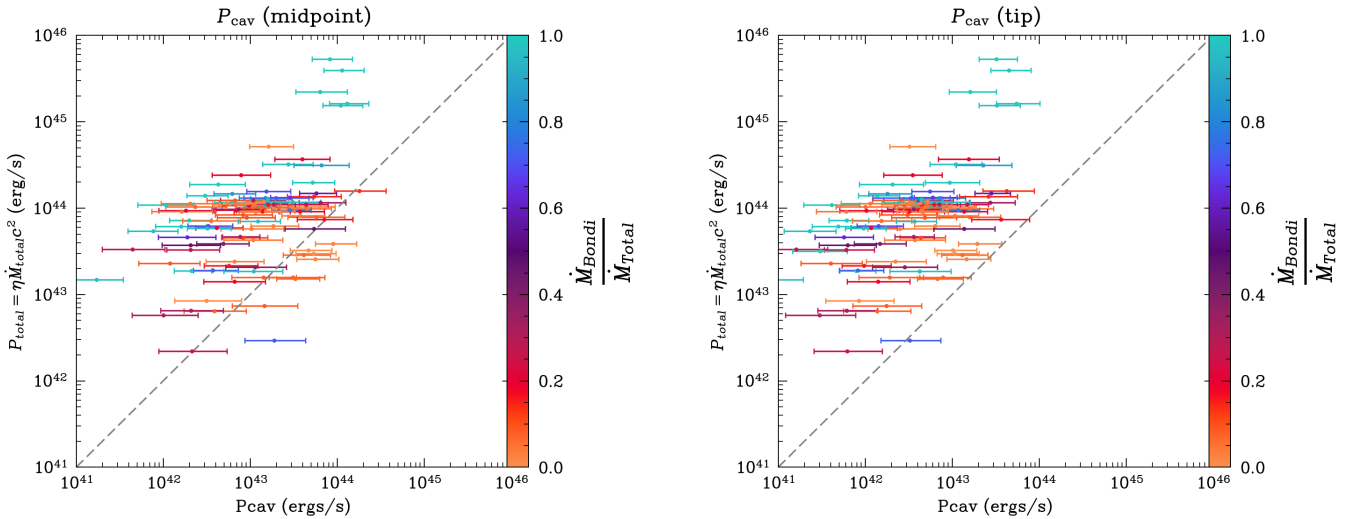 P_cav (midpoint)
10^46
10^45
10^44
10^43
10^42
10^41
P_total = ηṀ_total c^2 (erg/s)
10^41 10^42 10^43 10^44 10^45 10^46
Pcav (ergs/s)
1.0
0.8
0.6
0.4
0.2
0.0
Ṁ_Bondi
Ṁ_Total
P_cav (tip)
10^46
10^45
10^44
10^43
10^42
10^41
P_total = ηṀ_total c^2 (erg/s)
10^41 10^42 10^43 10^44 10^45 10^46
Pcav (ergs/s)
1.0
0.8
0.6
0.4
0.2
0.0
Ṁ_Bondi
Ṁ_Total